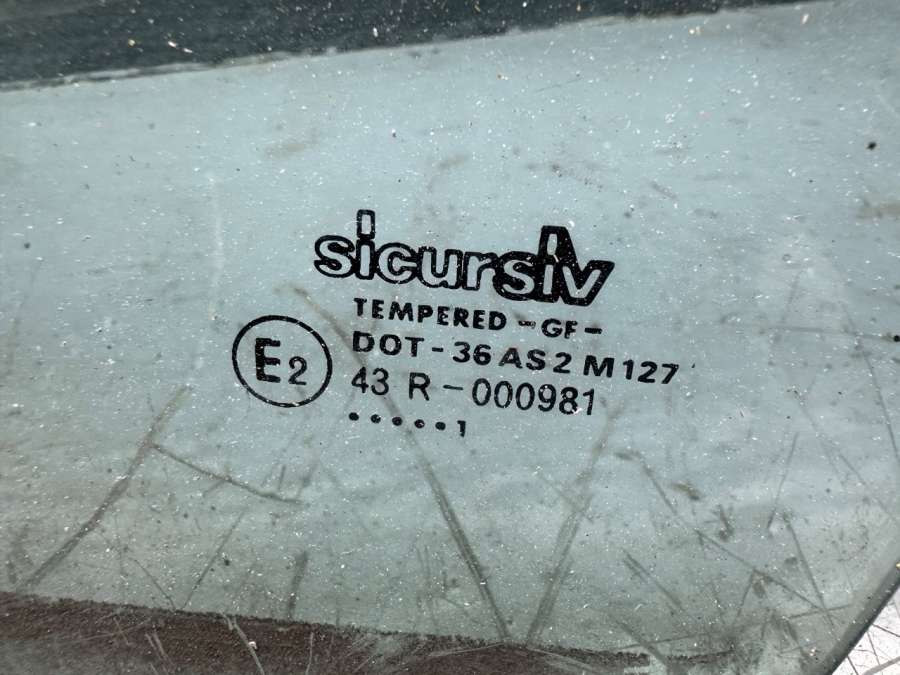 sicursiv
TEMPERED -GF-
E2
DOT-36 AS2 M127
43 R-000981
•••••1